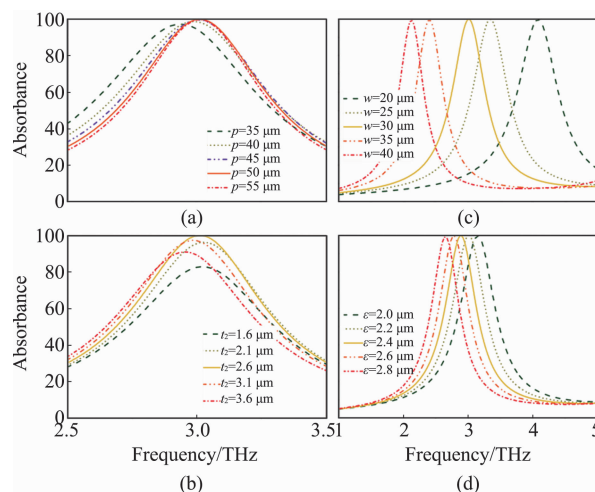 100
80
60
40
20
0
Absorbance
p=35 μm
p=40 μm
p=45 μm
p=50 μm
p=55 μm
(a)
w=20 μm
w=25 μm
w=30 μm
w=35 μm
w=40 μm
(c)
100
80
60
40
20
0
Absorbance
t2=1.6 μm
t2=2.1 μm
t2=2.6 μm
t2=3.1 μm
t2=3.6 μm
2.5 3.0 3.5
Frequency/THz
(b)
ε=2.0 μm
ε=2.2 μm
ε=2.4 μm
ε=2.6 μm
ε=2.8 μm
1 2 3 4 5
Frequency/THz
(d)